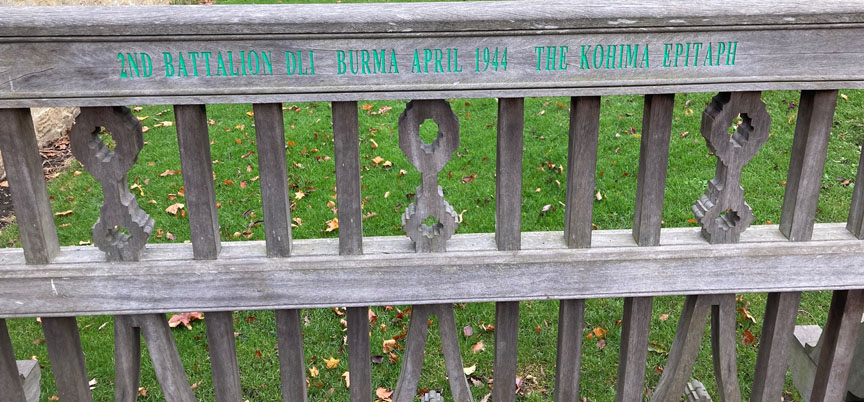 2ND BATTALION DLI BURMA APRIL 1944 THE KOHIMA EPITAPH